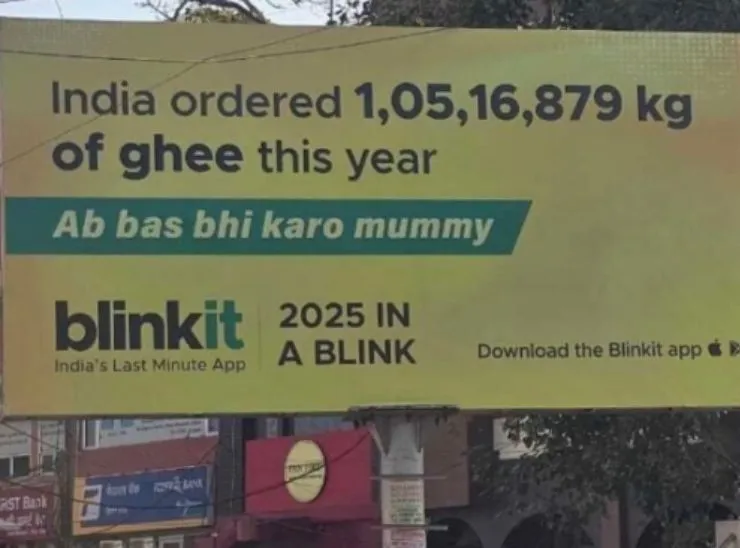 India ordered 1,05,16,879 kg
of ghee this year
Ab bas bhi karo mummy
blinkit
India's Last Minute App
2025 IN
A BLINK
Download the Blinkit app
Bank